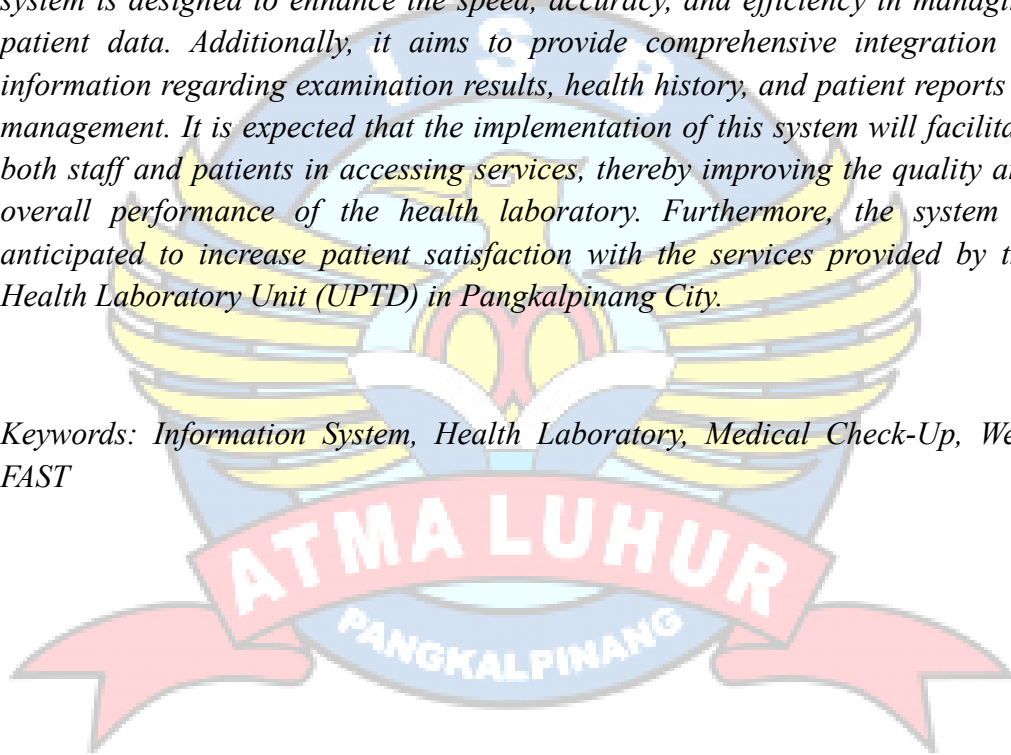 system is designed to enhance the speed, accuracy, and efficiency in managin
patient data. Additionally, it aims to provide comprehensive integration
information regarding examination results, health history, and patient reports
management. It is expected that the implementation of this system will facilita
both staff and patients in accessing services, thereby improving the quality an
overall performance of the health laboratory. Furthermore, the system
anticipated to increase patient satisfaction with the services provided by th
Health Laboratory Unit (UPTD) in Pangkalpinang City.
Keywords: Information System, Health Laboratory, Medical Check-Up, We
FAST
I S B
ATMA LUHUR
PANGKALPINANG